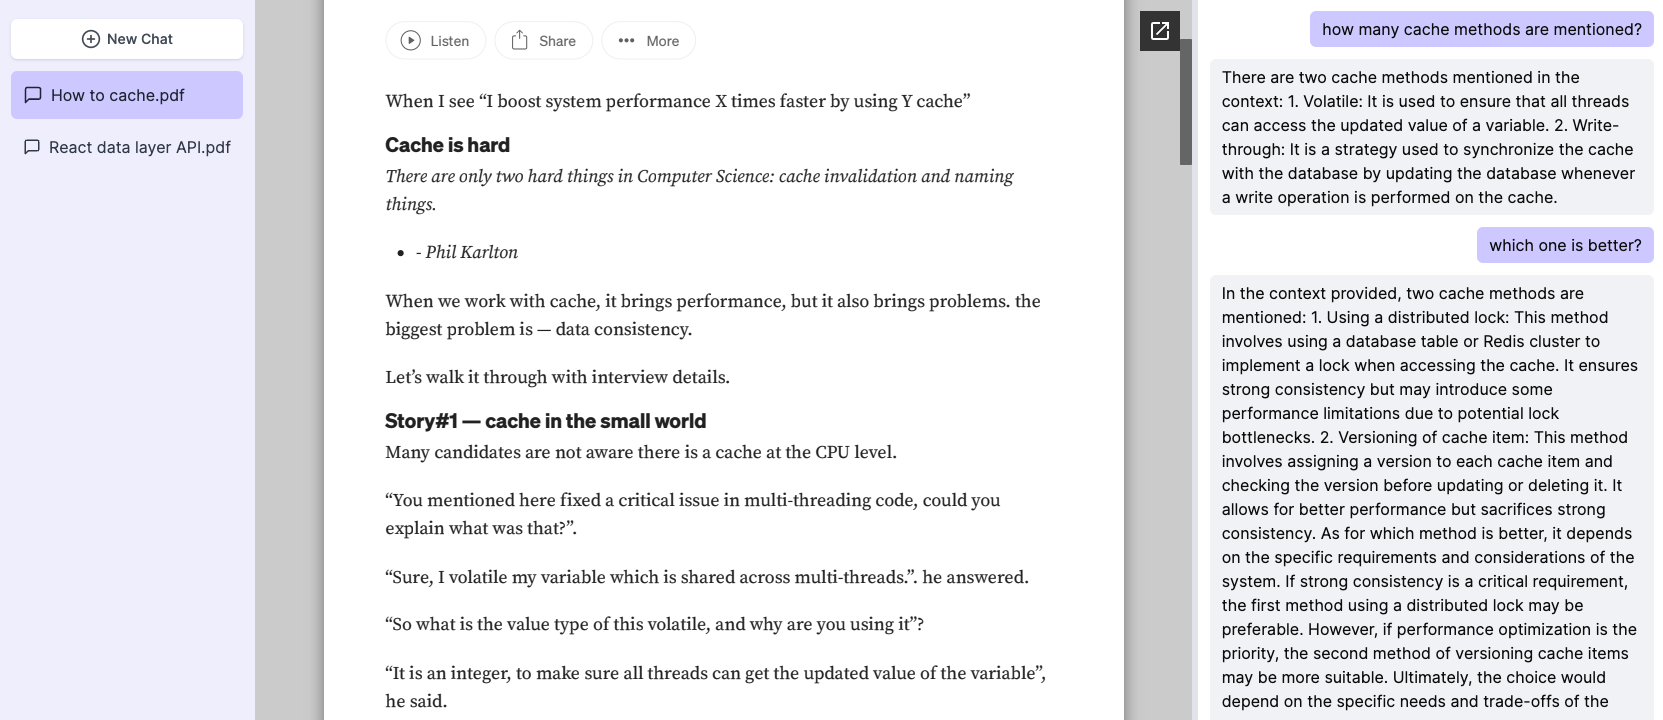 New Chat
How to cache.pdf
React data layer API.pdf
Listen
Share
More
When I see “I boost system performance X times faster by using Y cache”
Cache is hard
There are only two hard things in Computer Science: cache invalidation and naming
things.
- Phil Karlton
When we work with cache, it brings performance, but it also brings problems. the
biggest problem is — data consistency.
Let’s walk it through with interview details.
Story#1 — cache in the small world
Many candidates are not aware there is a cache at the CPU level.
“You mentioned here fixed a critical issue in multi-threading code, could you
explain what was that?”.
“Sure, I volatile my variable which is shared across multi-threads.”. he answered.
“So what is the value type of this volatile, and why are you using it”?
“It is an integer, to make sure all threads can get the updated value of the variable”,
he said.
how many cache methods are mentioned?
There are two cache methods mentioned in the
context: 1. Volatile: It is used to ensure that all threads
can access the updated value of a variable. 2. Write-
through: It is a strategy used to synchronize the cache
with the database by updating the database whenever
a write operation is performed on the cache.
which one is better?
In the context provided, two cache methods are
mentioned: 1. Using a distributed lock: This method
involves using a database table or Redis cluster to
implement a lock when accessing the cache. It ensures
strong consistency but may introduce some
performance limitations due to potential lock
bottlenecks. 2. Versioning of cache item: This method
involves assigning a version to each cache item and
checking the version before updating or deleting it. It
allows for better performance but sacrifices strong
consistency. As for which method is better, it depends
on the specific requirements and considerations of the
system. If strong consistency is a critical requirement,
the first method using a distributed lock may be
preferable. However, if performance optimization is the
priority, the second method of versioning cache items
may be more suitable. Ultimately, the choice would
depend on the specific needs and trade-offs of the